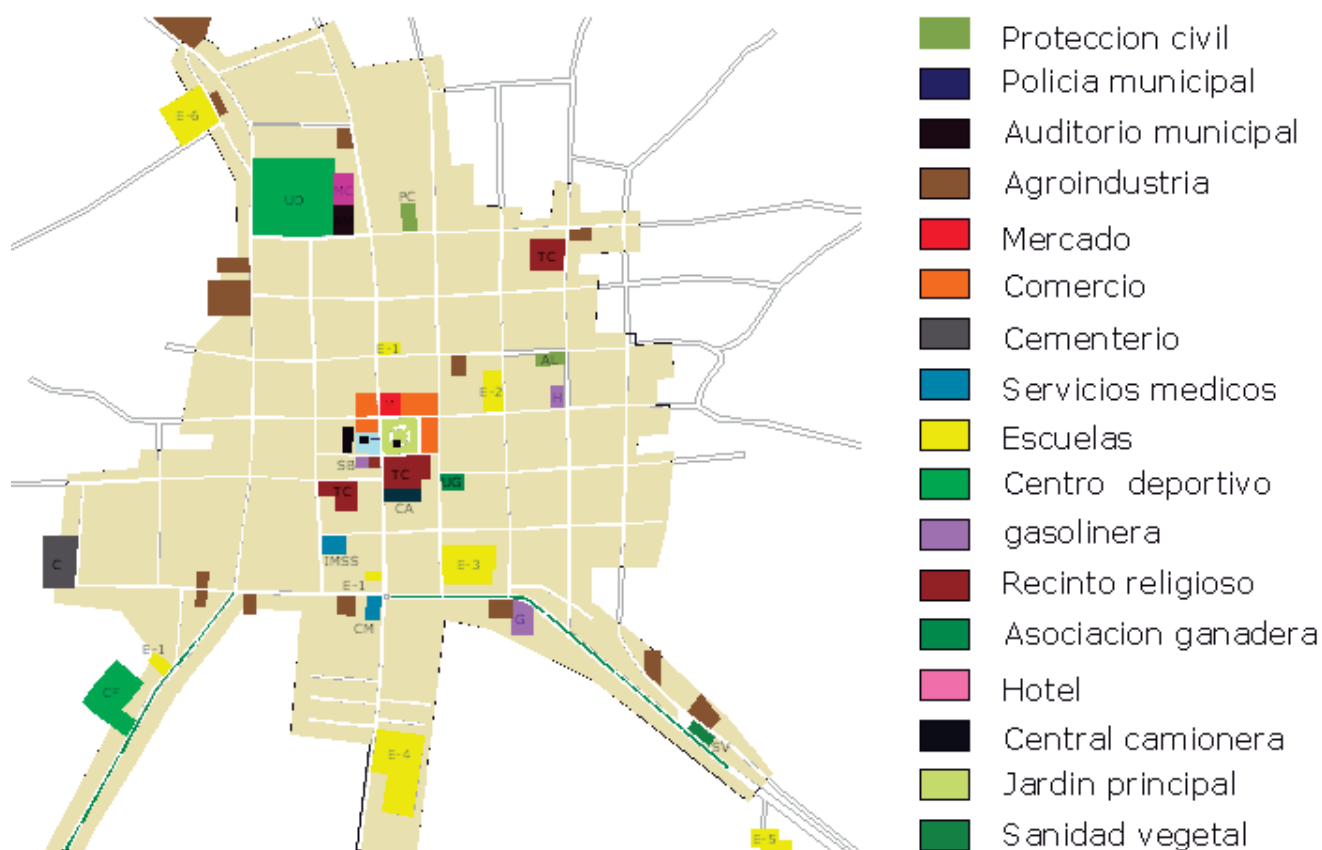 E-6
UD
MC
PC
TC
E-1
AL
E-2
H
SB
TC
TC
UG
CA
C
IMSS
E-1
E-3
CM
G
E-1
CF
SV
E-4
E-5
Proteccion civil
Policia municipal
Auditorio municipal
Agroindustria
Mercado
Comercio
Cementerio
Servicios medicos
Escuelas
Centro deportivo
gasolinera
Recinto religioso
Asociacion ganadera
Hotel
Central camionera
Jardin principal
Sanidad vegetal